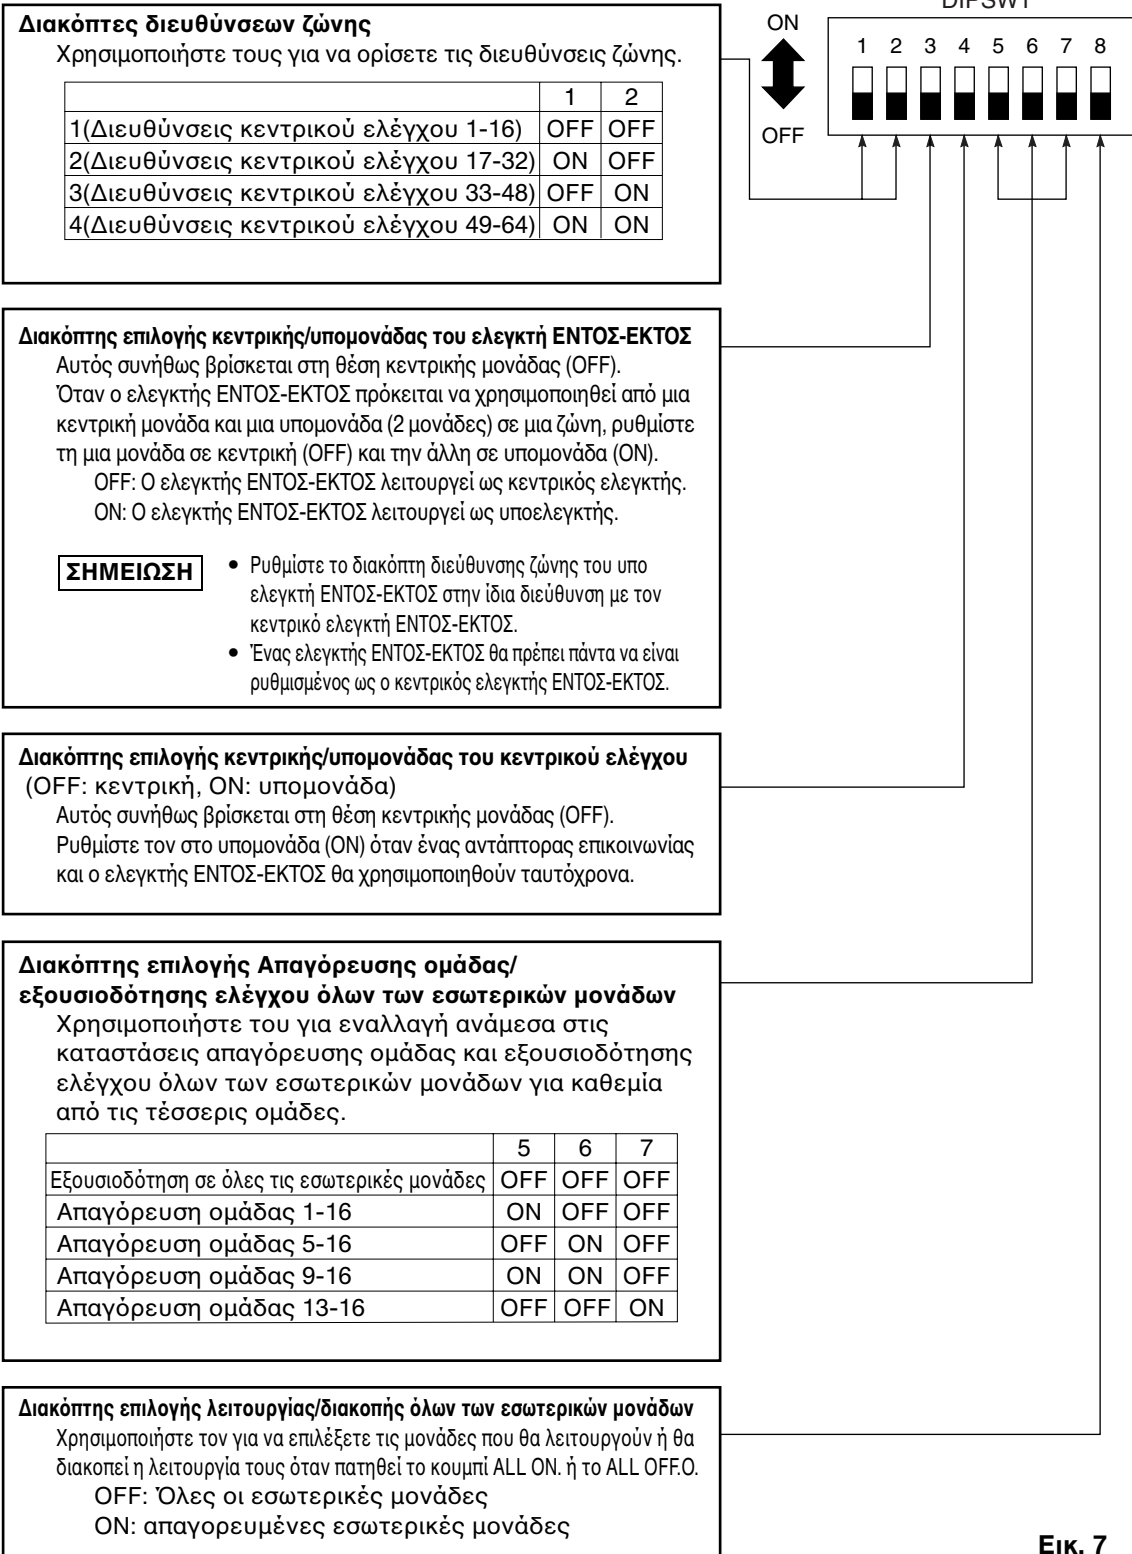 DIPSW1
ON
1 2 3 4 5 6 7 8
OFF
Διακόπτες διευθύνσεων ζώνης
Χρησιμοποιήστε τους για να ορίσετε τις διευθύνσεις ζώνης.
1 2
1(Διευθύνσεις κεντρικού ελέγχου 1-16) OFF OFF
2(Διευθύνσεις κεντρικού ελέγχου 17-32) ON OFF
3(Διευθύνσεις κεντρικού ελέγχου 33-48) OFF ON
4(Διευθύνσεις κεντρικού ελέγχου 49-64) ON ON
Διακόπτης επιλογής κεντρικής/υπομονάδας του ελεγκτή ΕΝΤΟΣ-ΕΚΤΟΣ
Αυτός συνήθως βρίσκεται στη θέση κεντρικής μονάδας (OFF).
Όταν ο ελεγκτής ΕΝΤΟΣ-ΕΚΤΟΣ πρόκειται να χρησιμοποιηθεί από μια
κεντρική μονάδα και μια υπομονάδα (2 μονάδες) σε μια ζώνη, ρυθμίστε
τη μια μονάδα σε κεντρική (OFF) και την άλλη σε υπομονάδα (ON).
OFF: Ο ελεγκτής ΕΝΤΟΣ-ΕΚΤΟΣ λειτουργεί ως κεντρικός ελεγκτής.
ON: Ο ελεγκτής ΕΝΤΟΣ-ΕΚΤΟΣ λειτουργεί ως υποελεγκτής.
ΣΗΜΕΙΩΣΗ
• Ρυθμίστε το διακόπτη διεύθυνσης ζώνης του υπο
ελεγκτή ΕΝΤΟΣ-ΕΚΤΟΣ στην ίδια διεύθυνση με τον
κεντρικό ελεγκτή ΕΝΤΟΣ-ΕΚΤΟΣ.
• Ένας ελεγκτής ΕΝΤΟΣ-ΕΚΤΟΣ θα πρέπει πάντα να είναι
ρυθμισμένος ως ο κεντρικός ελεγκτής ΕΝΤΟΣ-ΕΚΤΟΣ.
Διακόπτης επιλογής κεντρικής/υπομονάδας του κεντρικού ελέγχου
(OFF: κεντρική, ON: υπομονάδα)
Αυτός συνήθως βρίσκεται στη θέση κεντρικής μονάδας (OFF).
Ρυθμίστε τον στο υπομονάδα (ON) όταν ένας αντάπτορας επικοινωνίας
και ο ελεγκτής ΕΝΤΟΣ-ΕΚΤΟΣ θα χρησιμοποιηθούν ταυτόχρονα.
Διακόπτης επιλογής Απαγόρευσης ομάδας/
εξουσιοδότησης ελέγχου όλων των εσωτερικών μονάδων
Χρησιμοποιήστε του για εναλλαγή ανάμεσα στις
καταστάσεις απαγόρευσης ομάδας και εξουσιοδότησης
ελέγχου όλων των εσωτερικών μονάδων για καθεμία
από τις τέσσερις ομάδες.
5 6 7
Εξουσιοδότηση σε όλες τις εσωτερικές μονάδες OFF OFF OFF
Απαγόρευση ομάδας 1-16 ON OFF OFF
Απαγόρευση ομάδας 5-16 OFF ON OFF
Απαγόρευση ομάδας 9-16 ON ON OFF
Απαγόρευση ομάδας 13-16 OFF OFF ON
Διακόπτης επιλογής λειτουργίας/διακοπής όλων των εσωτερικών μονάδων
Χρησιμοποιήστε τον για να επιλέξετε τις μονάδες που θα λειτουργούν ή θα
διακοπεί η λειτουργία τους όταν πατηθεί το κουμπί ALL ON. ή το ALL OFF.O.
OFF: Όλες οι εσωτερικές μονάδες
ON: απαγορευμένες εσωτερικές μονάδες
Εικ. 7